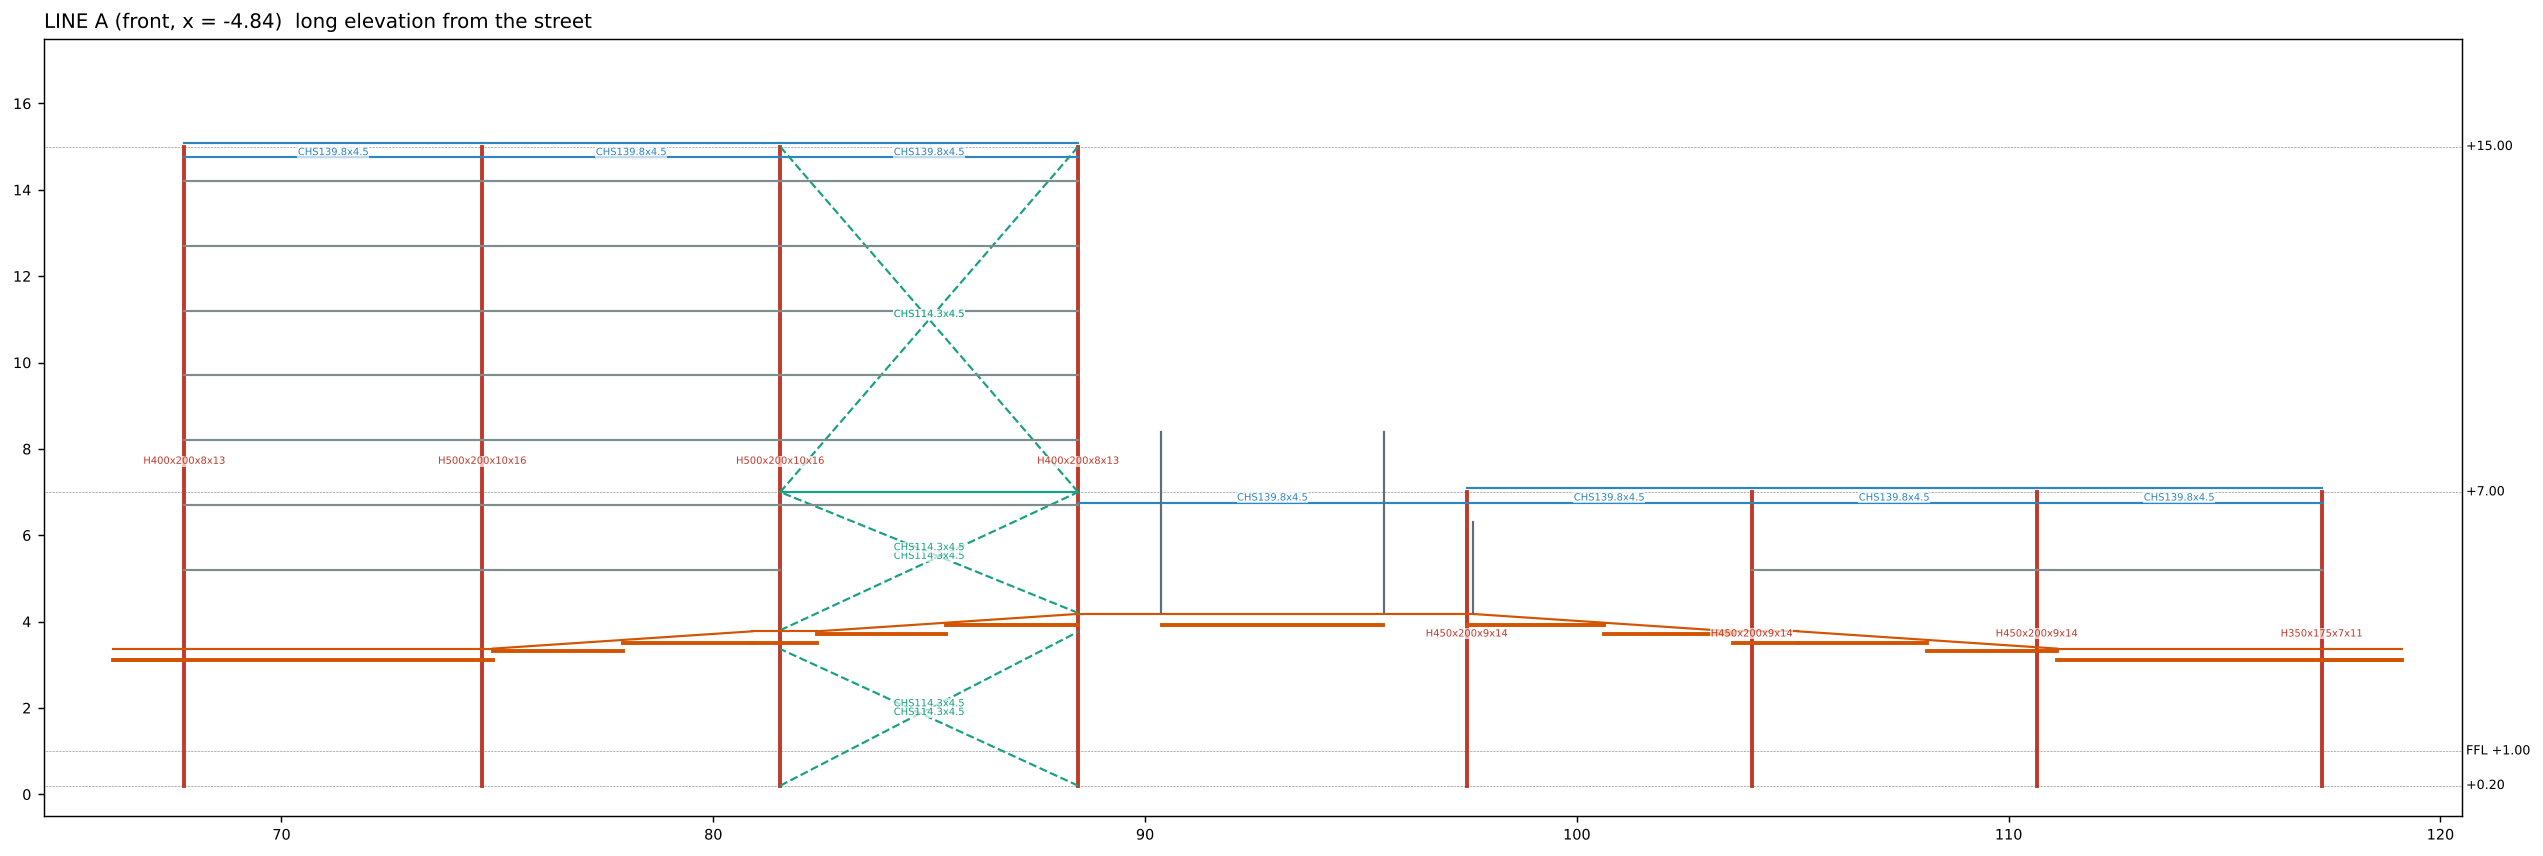 LINE A (front, x = -4.84)  long elevation from the street
16
+15.00
CHS139.8x4.5 CHS139.8x4.5 CHS139.8x4.5
14
12
CHS114.3x4.5
10
8
H400x200x8x13 H500x200x10x16 H500x200x10x16 H400x200x8x13
+7.00
CHS139.8x4.5 CHS139.8x4.5 CHS139.8x4.5 CHS139.8x4.5
6
CHS114.3x4.5
CHS114.3x4.5
4
H450x200x9x14 H450x200x9x14 H450x200x9x14 H350x175x7x11
2
CHS114.3x4.5
CHS114.3x4.5
FFL +1.00
0
+0.20
70 80 90 100 110 120